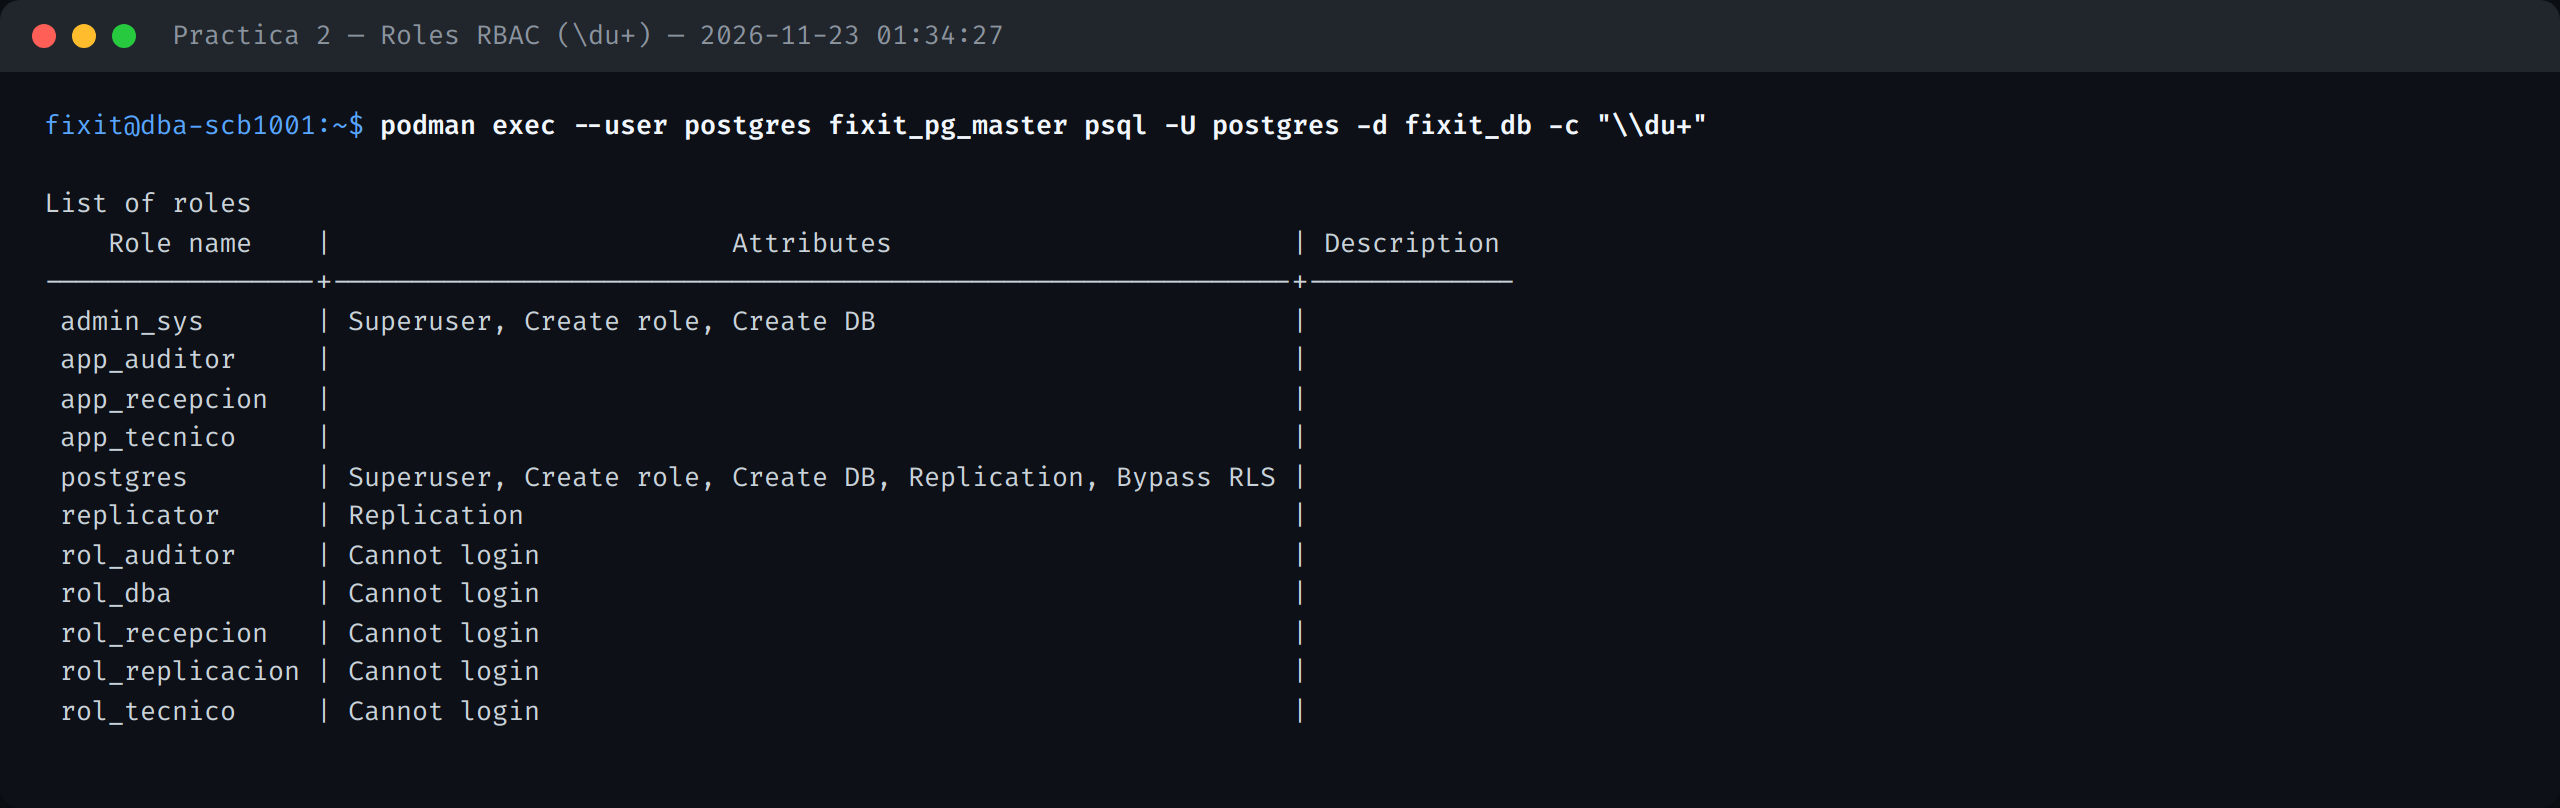 Practica 2 — Roles RBAC (\du+) — 2026-11-23 01:34:27
fixit@dba-scb1001:~$ podman exec --user postgres fixit_pg_master psql -U postgres -d fixit_db -c "\\du+"
List of roles
    Role name    |                         Attributes                         | Description
-----------------+------------------------------------------------------------+-------------
 admin_sys       | Superuser, Create role, Create DB                          |
 app_auditor     |                                                            |
 app_recepcion   |                                                            |
 app_tecnico     |                                                            |
 postgres        | Superuser, Create role, Create DB, Replication, Bypass RLS |
 replicator      | Replication                                                |
 rol_auditor     | Cannot login                                               |
 rol_dba         | Cannot login                                               |
 rol_recepcion   | Cannot login                                               |
 rol_replicacion | Cannot login                                               |
 rol_tecnico     | Cannot login                                               |